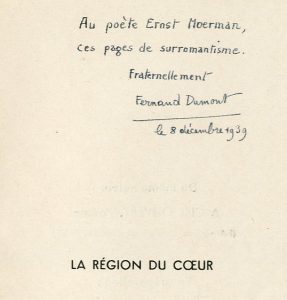 Au poète Ernst Moerman,
ces pages de surromantisme.
Fraternellement
Fernand Dumont
le 8 décembre 1939
LA RÉGION DU CŒUR